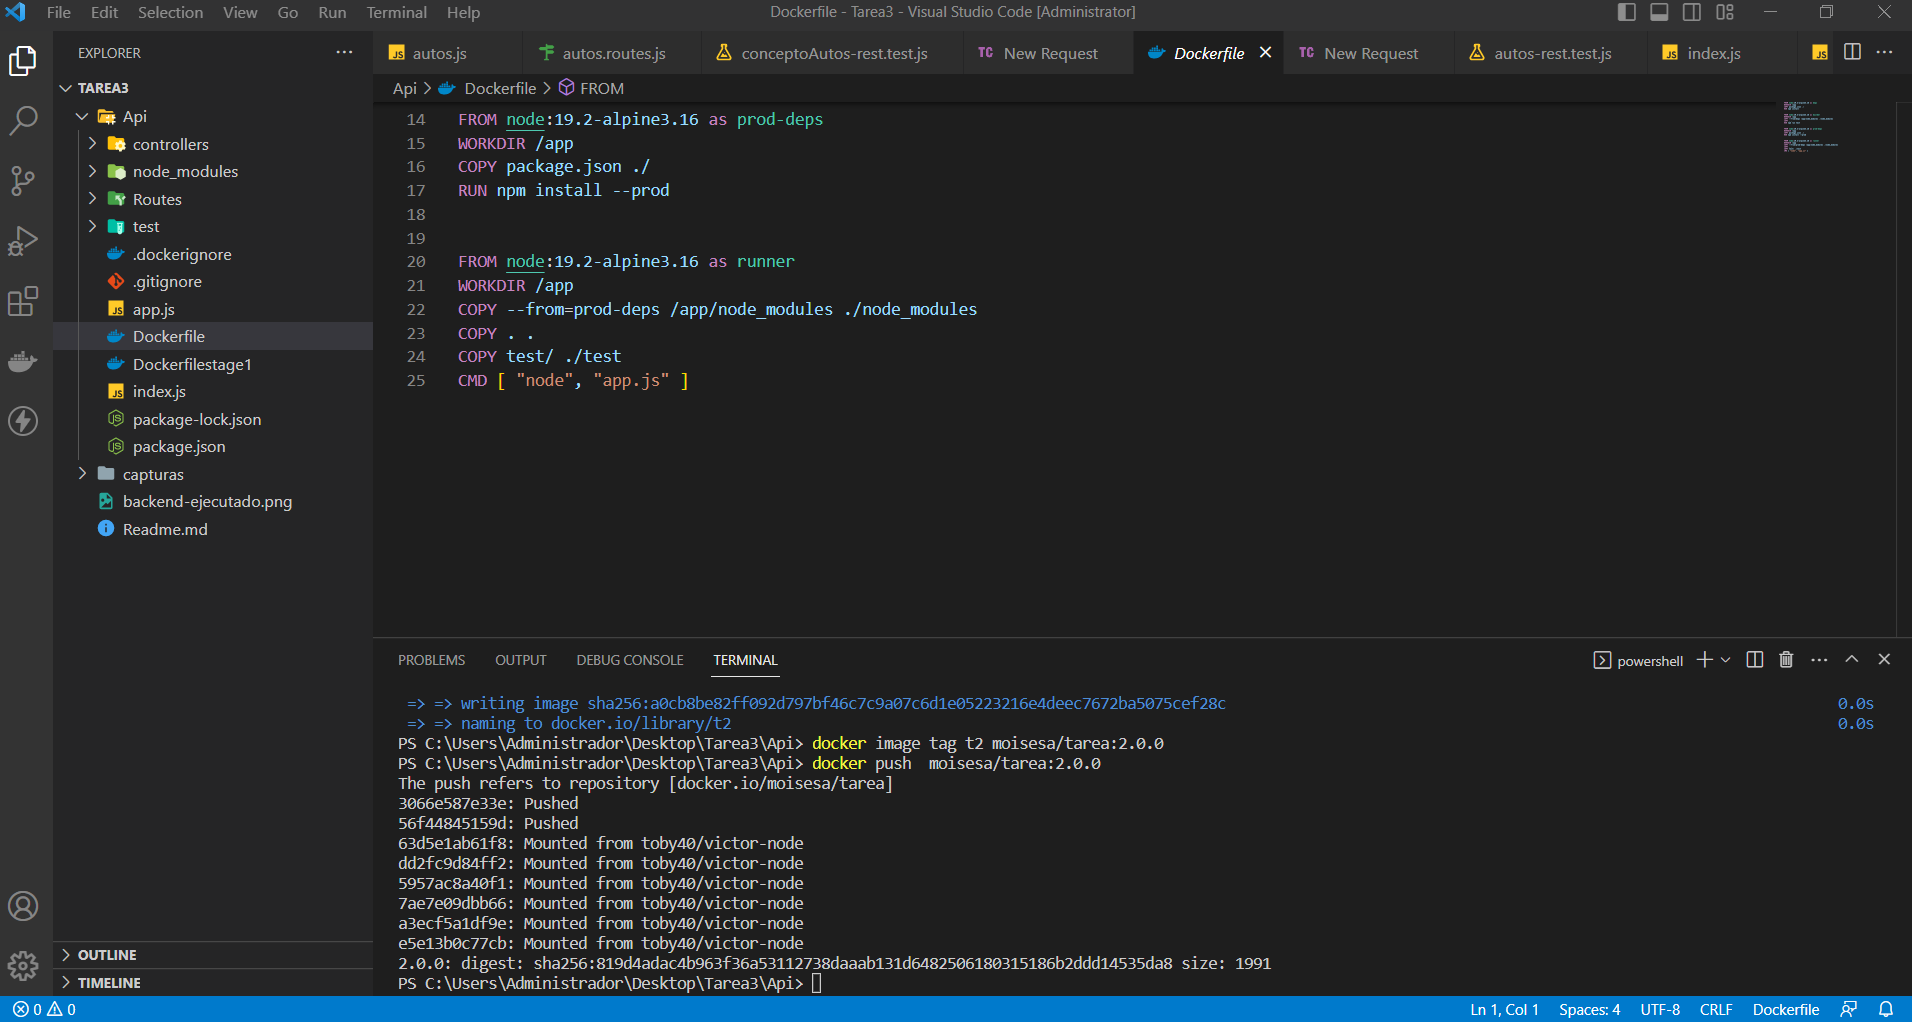 File Edit Selection View Go Run Terminal Help
Dockerfile - Tarea3 - Visual Studio Code [Administrator]
EXPLORER
TAREA3
Api
controllers
node_modules
Routes
test
.dockerignore
.gitignore
app.js
Dockerfile
Dockerfilestage1
index.js
package-lock.json
package.json
capturas
backend-ejecutado.png
Readme.md
OUTLINE
TIMELINE
autos.js autos.routes.js conceptoAutos-rest.test.js TC New Request Dockerfile TC New Request autos-rest.test.js index.js
Api > Dockerfile > FROM
14 FROM node:19.2-alpine3.16 as prod-deps
15 WORKDIR /app
16 COPY package.json ./
17 RUN npm install --prod
18
19
20 FROM node:19.2-alpine3.16 as runner
21 WORKDIR /app
22 COPY --from=prod-deps /app/node_modules ./node_modules
23 COPY . .
24 COPY test/ ./test
25 CMD [ "node", "app.js" ]
PROBLEMS OUTPUT DEBUG CONSOLE TERMINAL
powershell
=> => writing image sha256:a0cb8be82ff092d797bf46c7c9a07c6d1e05223216e4deec7672ba5075cef28c 0.0s
=> => naming to docker.io/library/t2 0.0s
PS C:\Users\Administrador\Desktop\Tarea3\Api> docker image tag t2 moisesa/tarea:2.0.0
PS C:\Users\Administrador\Desktop\Tarea3\Api> docker push  moisesa/tarea:2.0.0
The push refers to repository [docker.io/moisesa/tarea]
3066e587e33e: Pushed
56f44845159d: Pushed
63d5e1ab61f8: Mounted from toby40/victor-node
dd2fc9d84ff2: Mounted from toby40/victor-node
5957ac8a40f1: Mounted from toby40/victor-node
7ae7e09dbb66: Mounted from toby40/victor-node
a3ecf5a1df9e: Mounted from toby40/victor-node
e5e13b0c77cb: Mounted from toby40/victor-node
2.0.0: digest: sha256:819d4adac4b963f36a53112738daaab131d6482506180315186b2ddd14535da8 size: 1991
PS C:\Users\Administrador\Desktop\Tarea3\Api>
0 0
Ln 1, Col 1 Spaces: 4 UTF-8 CRLF Dockerfile